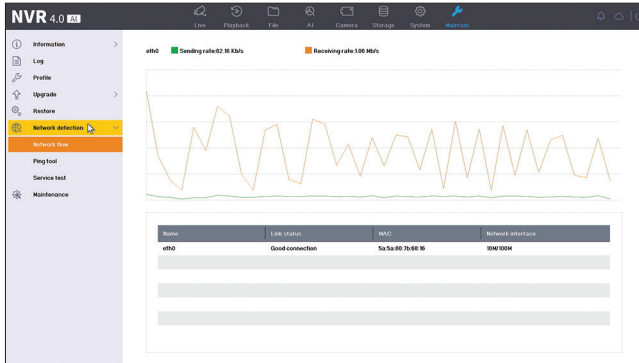 NVR 4.0 AI
Live Playback File AI Camera Storage System Maintain
Information
Log
Profile
Upgrade
Restore
Network detection
Network flow
Ping tool
Service test
Maintenance
eth0 Sending rate:82.16 Kb/s Receiving rate:1.06 Mb/s
Name Link status MAC Network interface
eth0 Good connection 5a:5a:00:7b:68:16 10M/100M